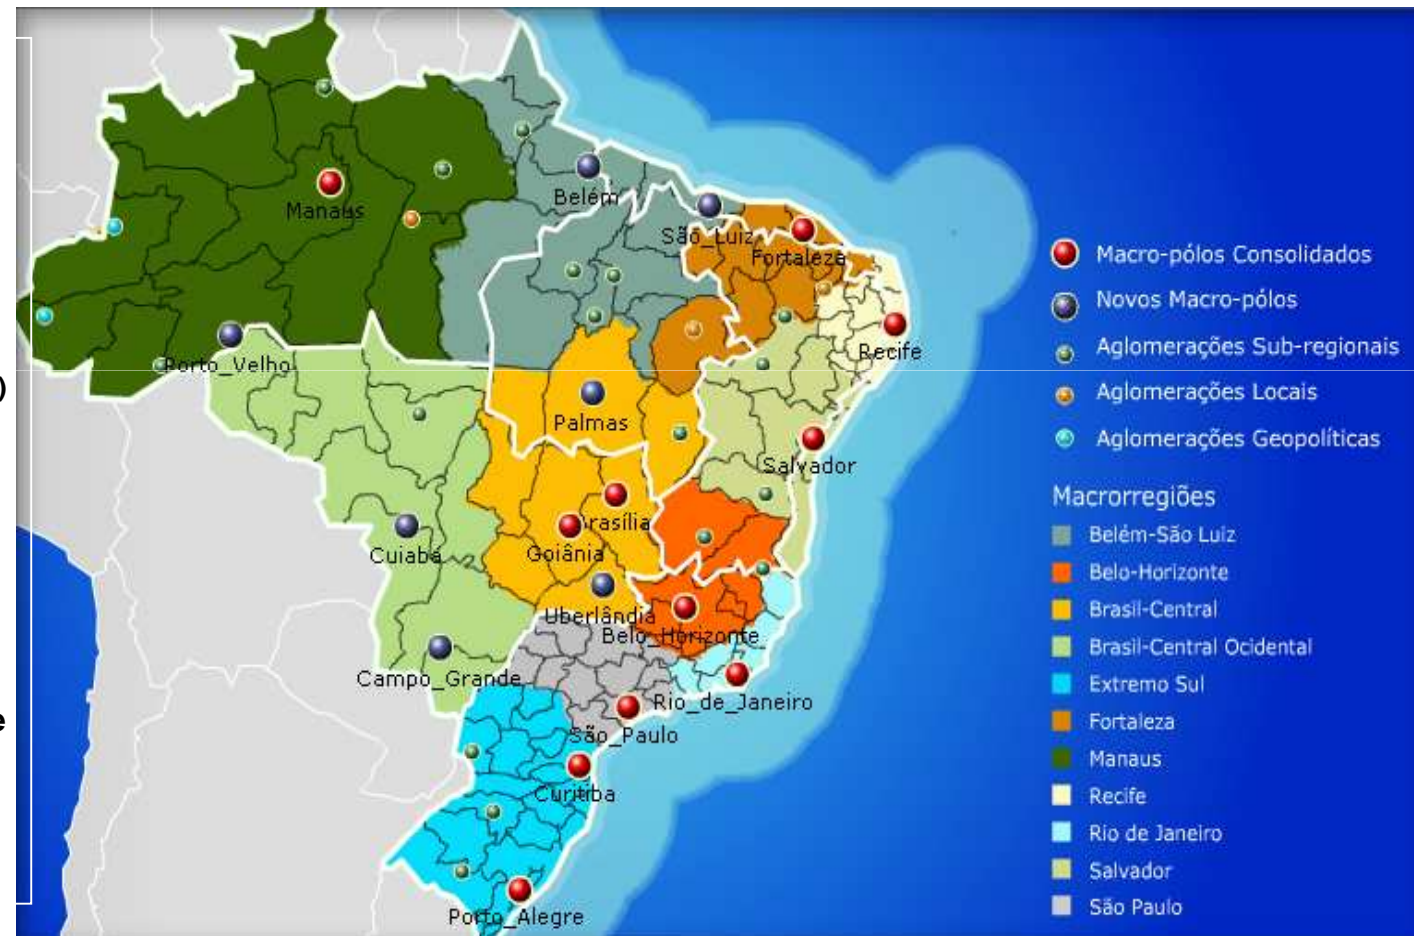 Manaus
Belém
São_Luiz
Fortaleza
)
Porto_Velho
Recife
Palmas
Salvador
Brasília
Cuiabá
Goiânia
Uberlândia
Belo_Horizonte
Campo_Grande
Rio_de_Janeiro
e
São_Paulo
Curitiba
Porto_Alegre
Macro-pólos Consolidados
Novos Macro-pólos
Aglomerações Sub-regionais
Aglomerações Locais
Aglomerações Geopolíticas
Macrorregiões
Belém-São Luiz
Belo-Horizonte
Brasil-Central
Brasil-Central Ocidental
Extremo Sul
Fortaleza
Manaus
Recife
Rio de Janeiro
Salvador
São Paulo